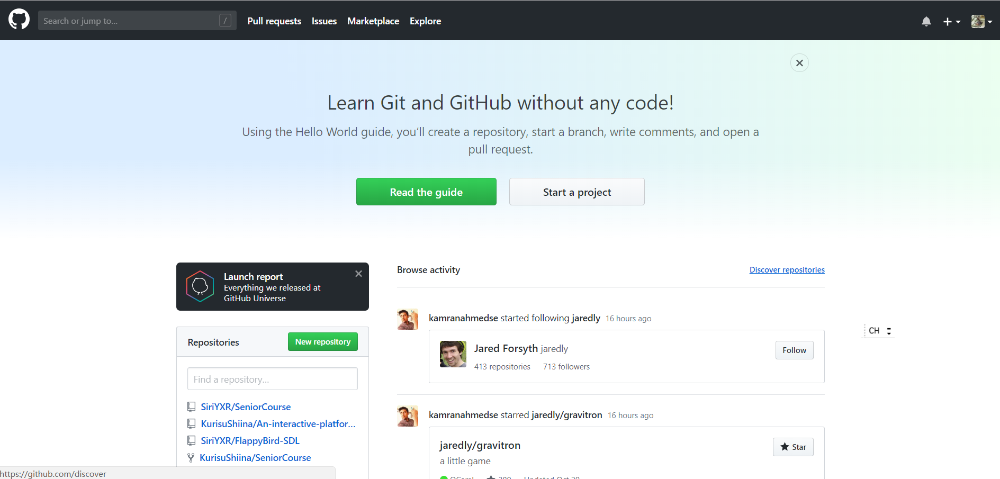 Search or jump to...
/
Pull requests
Issues
Marketplace
Explore
Learn Git and GitHub without any code!
Using the Hello World guide, you’ll create a repository, start a branch, write comments, and open a
pull request.
Read the guide
Start a project
Launch report
Everything we released at
GitHub Universe
Repositories
New repository
Find a repository...
SiriYXR/SeniorCourse
KurisuShiina/An-interactive-platfor...
SiriYXR/FlappyBird-SDL
KurisuShiina/SeniorCourse
Browse activity
Discover repositories
kamranahmedse started following jaredly 16 hours ago
Jared Forsyth jaredly
413 repositories 713 followers
Follow
kamranahmedse starred jaredly/gravitron 16 hours ago
jaredly/gravitron
a little game
Star
OCaml
Updated Oct 20
CH
https://github.com/discover